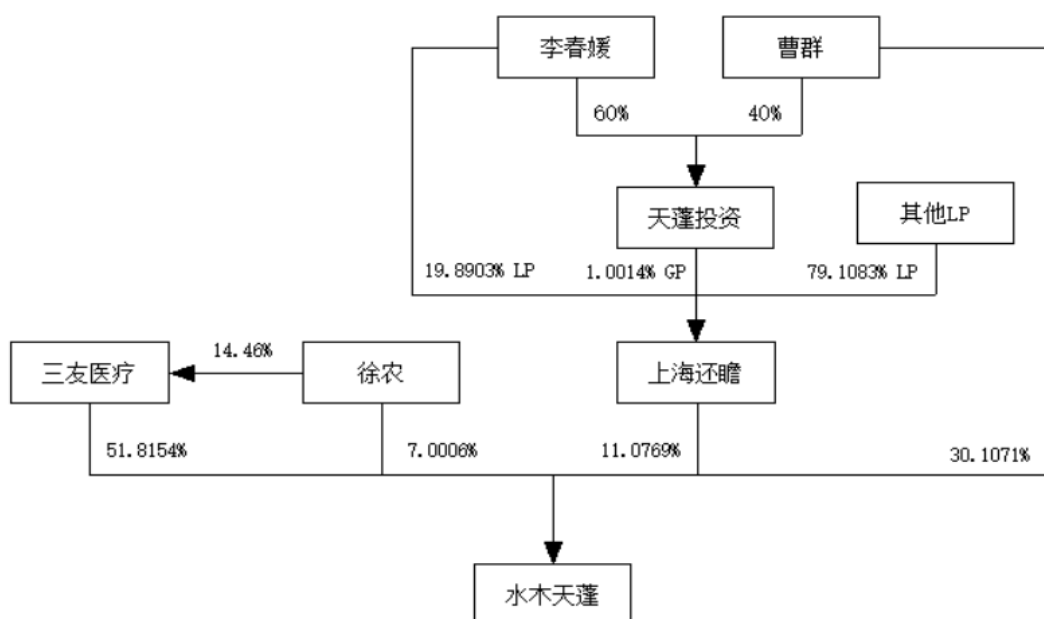 李春媛
曹群
60%
40%
天蓬投资
其他LP
19.8903% LP
1.0014% GP
79.1083% LP
三友医疗
14.46%
徐农
上海还瞻
51.8154%
7.0006%
11.0769%
30.1071%
水木天蓬